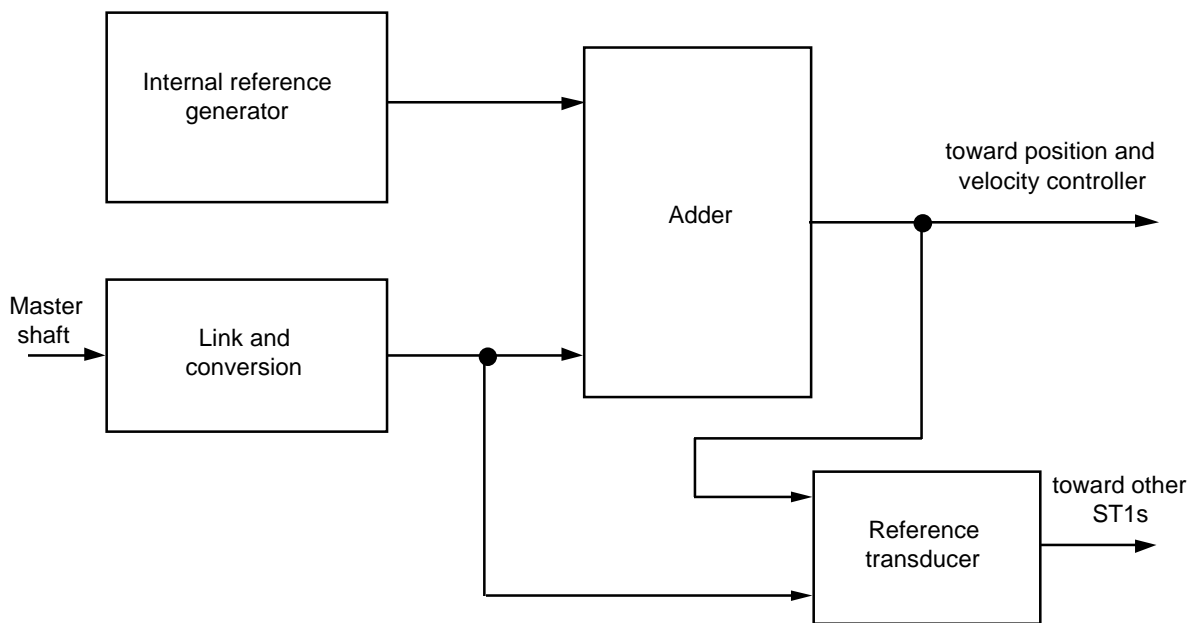 Internal reference
generator
Adder
toward position and
velocity controller
Master
shaft
Link and
conversion
Reference
transducer
toward other
ST1s